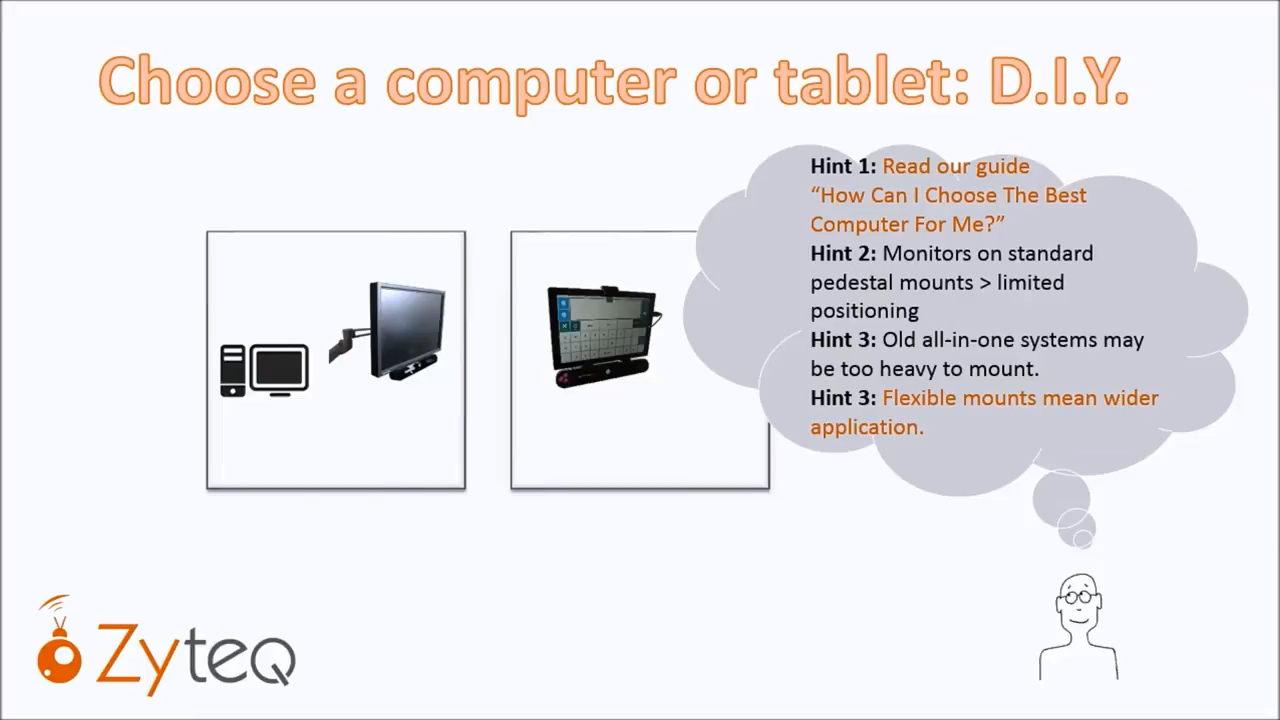 Choose a computer or tablet: D.I.Y.
Hint 1: Read our guide
“How Can I Choose The Best
Computer For Me?”
Hint 2: Monitors on standard
pedestal mounts > limited
positioning
Hint 3: Old all-in-one systems may
be too heavy to mount.
Hint 3: Flexible mounts mean wider
application.
Zyteq